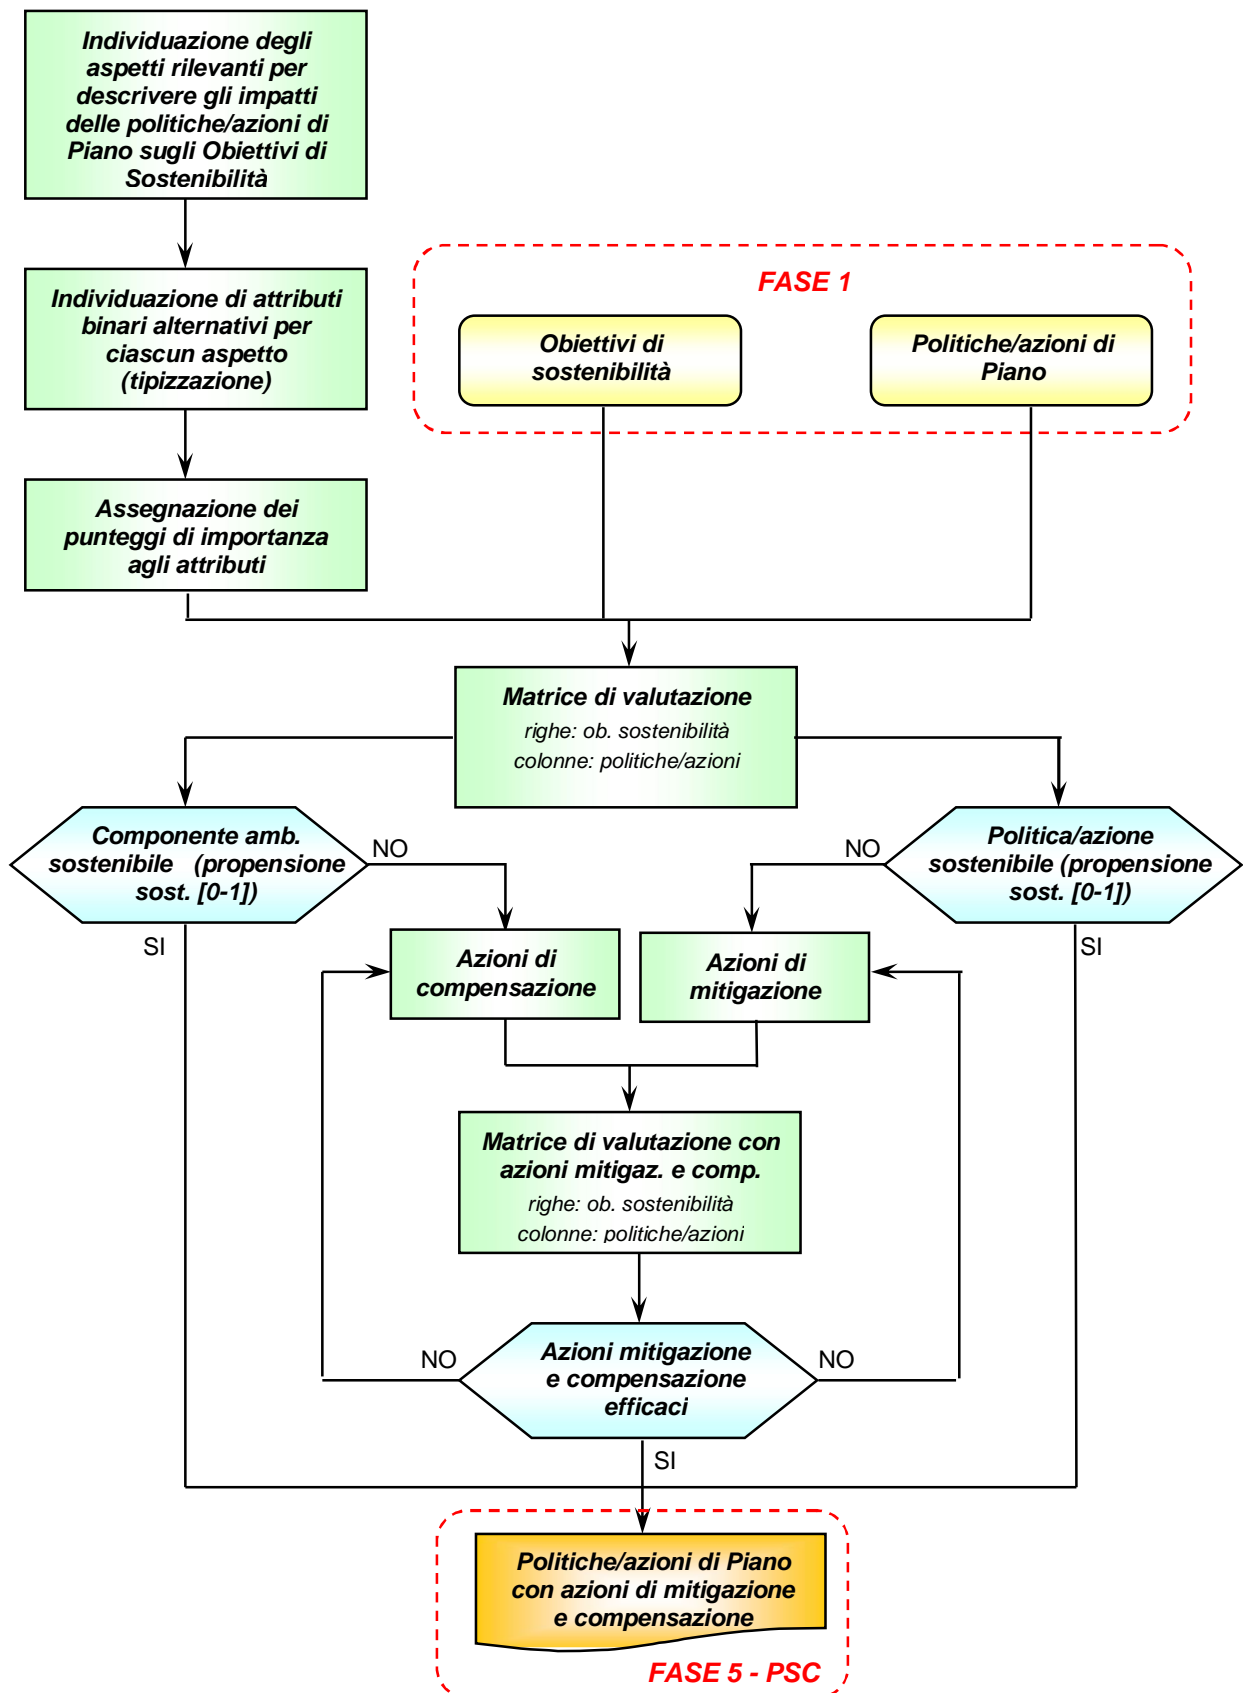 Individuazione degli
aspetti rilevanti per
descrivere gli impatti
delle politiche/azioni di
Piano sugli Obiettivi di
Sostenibilità
Individuazione di attributi
binari alternativi per
ciascun aspetto
(tipizzazione)
Assegnazione dei
punteggi di importanza
agli attributi
FASE 1
Obiettivi di
sostenibilità
Politiche/azioni di
Piano
Matrice di valutazione
righe: ob. sostenibilità
colonne: politiche/azioni
Componente amb.
sostenibile (propensione
sost. [0-1])
NO
SI
NO
Politica/azione
sostenibile (propensione
sost. [0-1])
SI
Azioni di
compensazione
Azioni di
mitigazione
Matrice di valutazione con
azioni mitigaz. e comp.
righe: ob. sostenibilità
colonne: politiche/azioni
NO
Azioni mitigazione
e compensazione
efficaci
NO
SI
Politiche/azioni di Piano
con azioni di mitigazione
e compensazione
FASE 5 - PSC